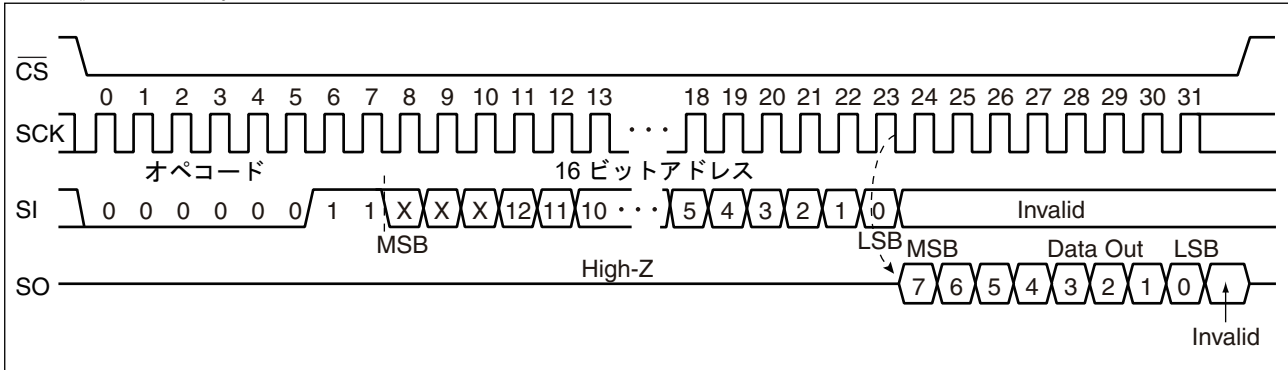 CS
0 1 2 3 4 5 6 7 8 9 10 11 12 13 18 19 20 21 22 23 24 25 26 27 28 29 30 31
SCK ・・・
オペコード 16 ビットアドレス
SI 0 0 0 0 0 0 1 1 X X X 12 11 10 ・・・ 5 4 3 2 1 0 Invalid
MSB LSB MSB Data Out LSB
High-Z
SO 7 6 5 4 3 2 1 0
Invalid